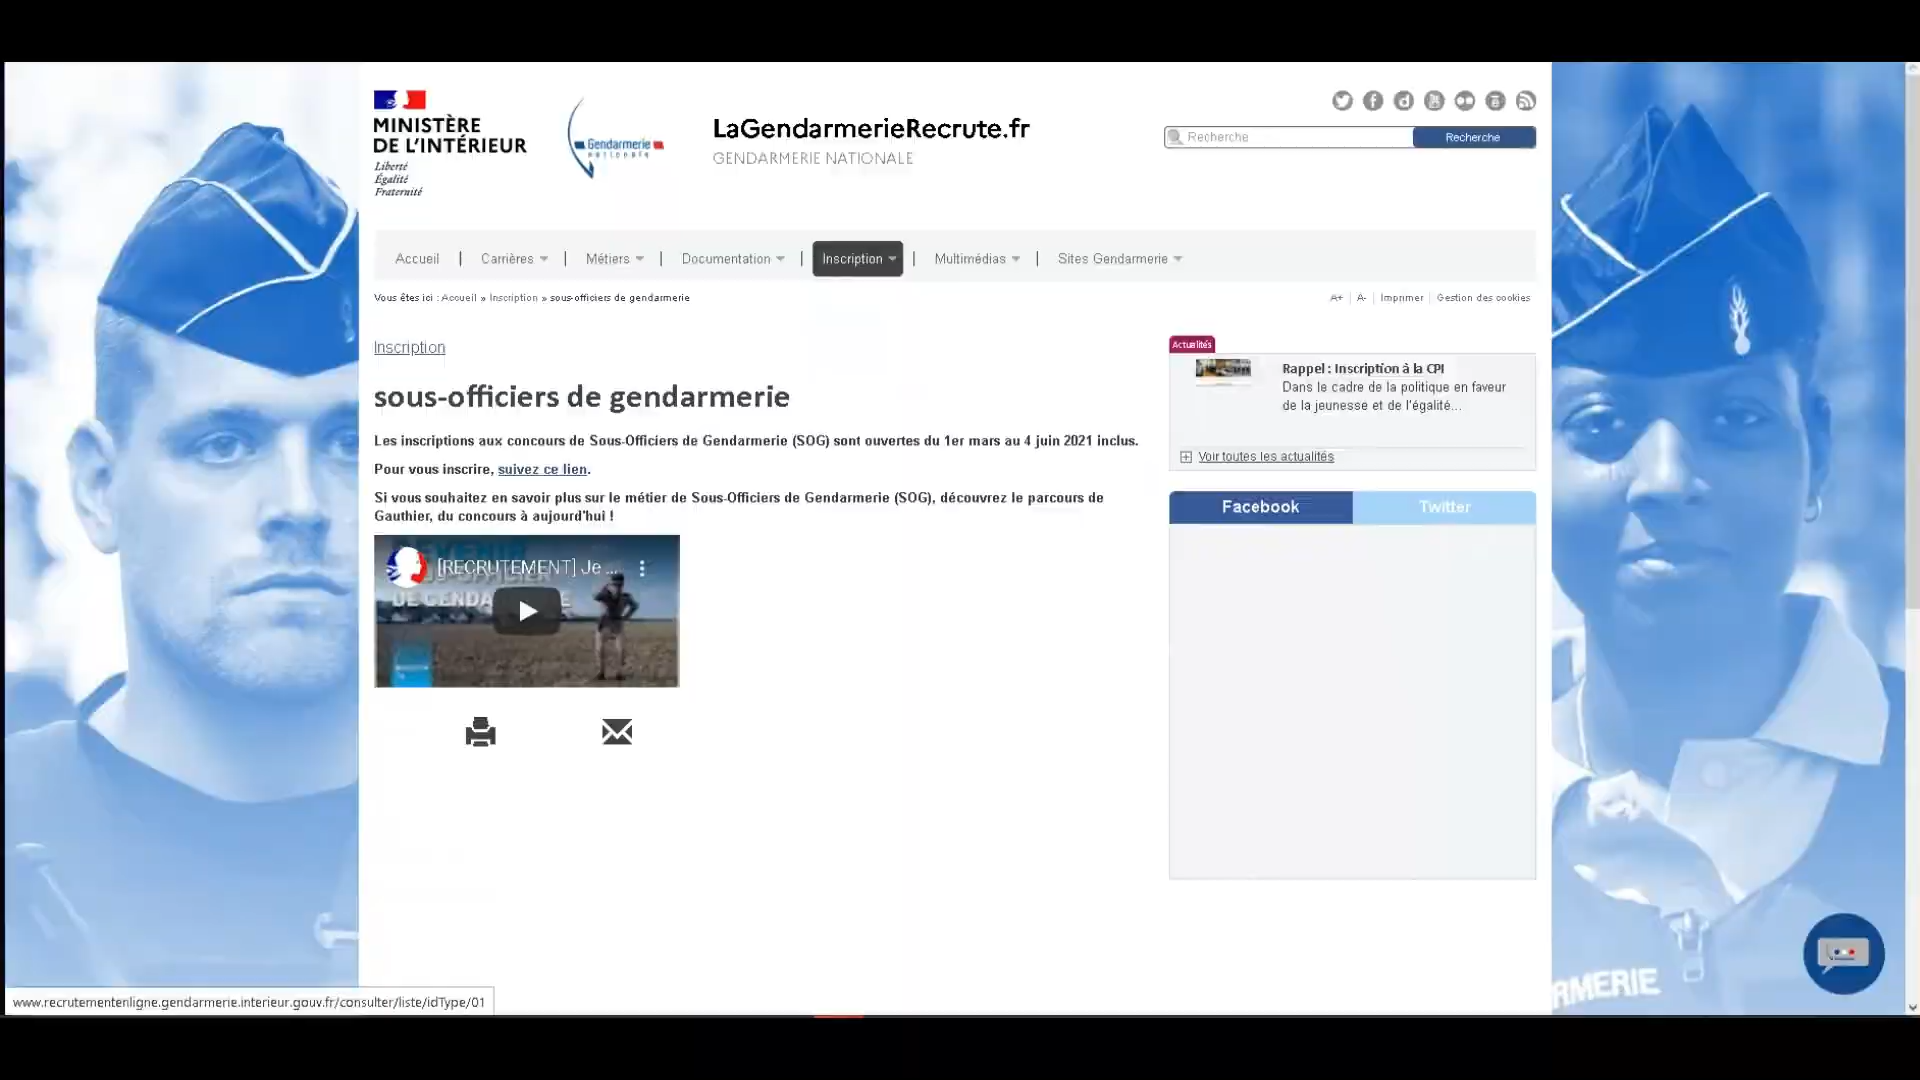 MINISTÈRE
DE L'INTÉRIEUR
Liberté
Égalité
Fraternité
Gendarmerie
nationale
LaGendarmerieRecrute.fr
GENDARMERIE NATIONALE
Recherche Recherche
Accueil | Carrières | Métiers | Documentation | Inscription | Multimédias | Sites Gendarmerie
Vous êtes ici : Accueil » Inscription » sous-officiers de gendarmerie
A+ | A- | Imprimer | Gestion des cookies
Inscription
sous-officiers de gendarmerie
Les inscriptions aux concours de Sous-Officiers de Gendarmerie (SOG) sont ouvertes du 1er mars au 4 juin 2021 inclus.
Pour vous inscrire, suivez ce lien.
Si vous souhaitez en savoir plus sur le métier de Sous-Officiers de Gendarmerie (SOG), découvrez le parcours de
Gauthier, du concours à aujourd'hui !
[RECRUTEMENT] Je ...
Actualités
Rappel : Inscription à la CPI
Dans le cadre de la politique en faveur
de la jeunesse et de l'égalité...
Voir toutes les actualités
Facebook Twitter
RMERIE
www.recrutementenligne.gendarmerie.interieur.gouv.fr/consulter/liste/idType/01